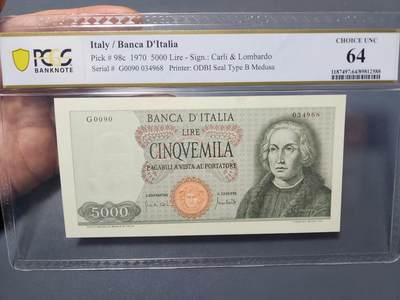 PCGS
BANKNOTE
Italy / Banca D'Italia
Pick # 98c 1970 5000 Lire - Sign.: Carli & Lombardo
Serial # G0090 034968 Printer: ODBI Seal Type B Medusa
CHOICE UNC
64
G0090
BANCA D'ITALIA
034968
LIRE
CINQVEMILA
PAGABILI A VISTA AL PORTATORE
5000